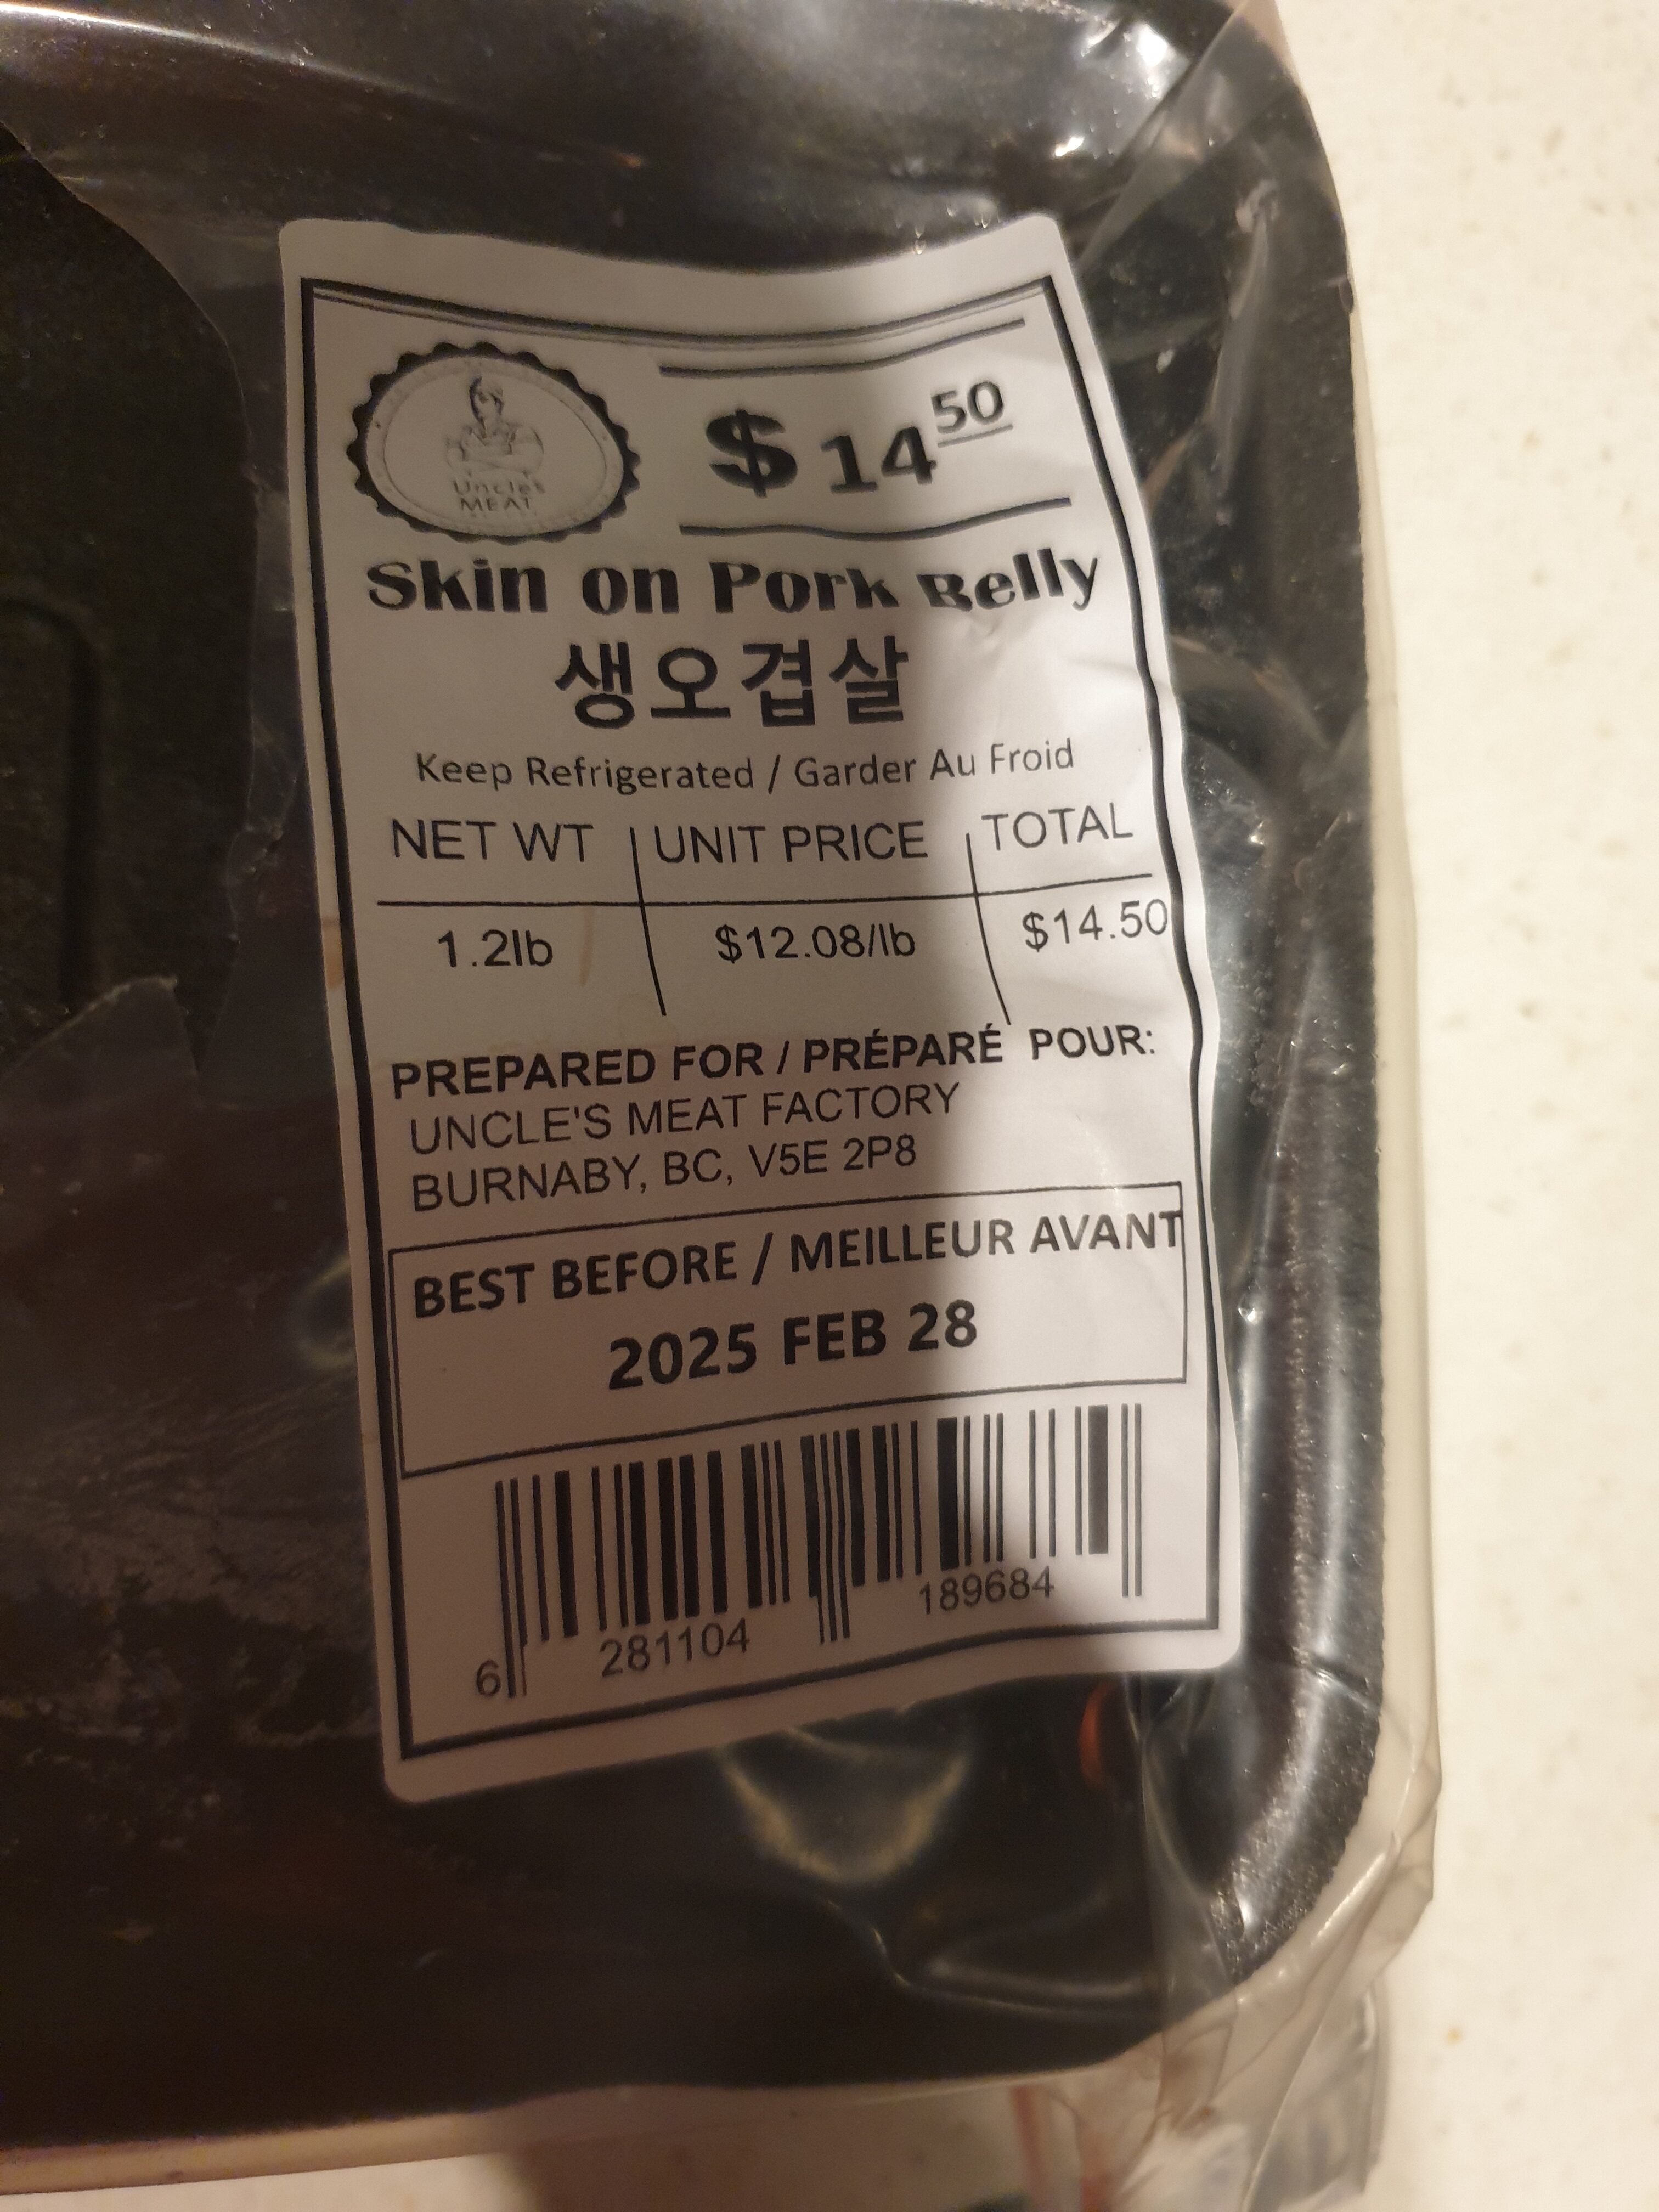 Uncle's
MEAT
$ 14 50
Skin on Pork Belly
생오겹살
Keep Refrigerated / Garder Au Froid
NET WT UNIT PRICE TOTAL
1.2lb $12.08/lb $14.50
PREPARED FOR / PRÉPARÉ POUR:
UNCLE'S MEAT FACTORY
BURNABY, BC, V5E 2P8
BEST BEFORE / MEILLEUR AVANT
2025 FEB 28
6 281104 189684